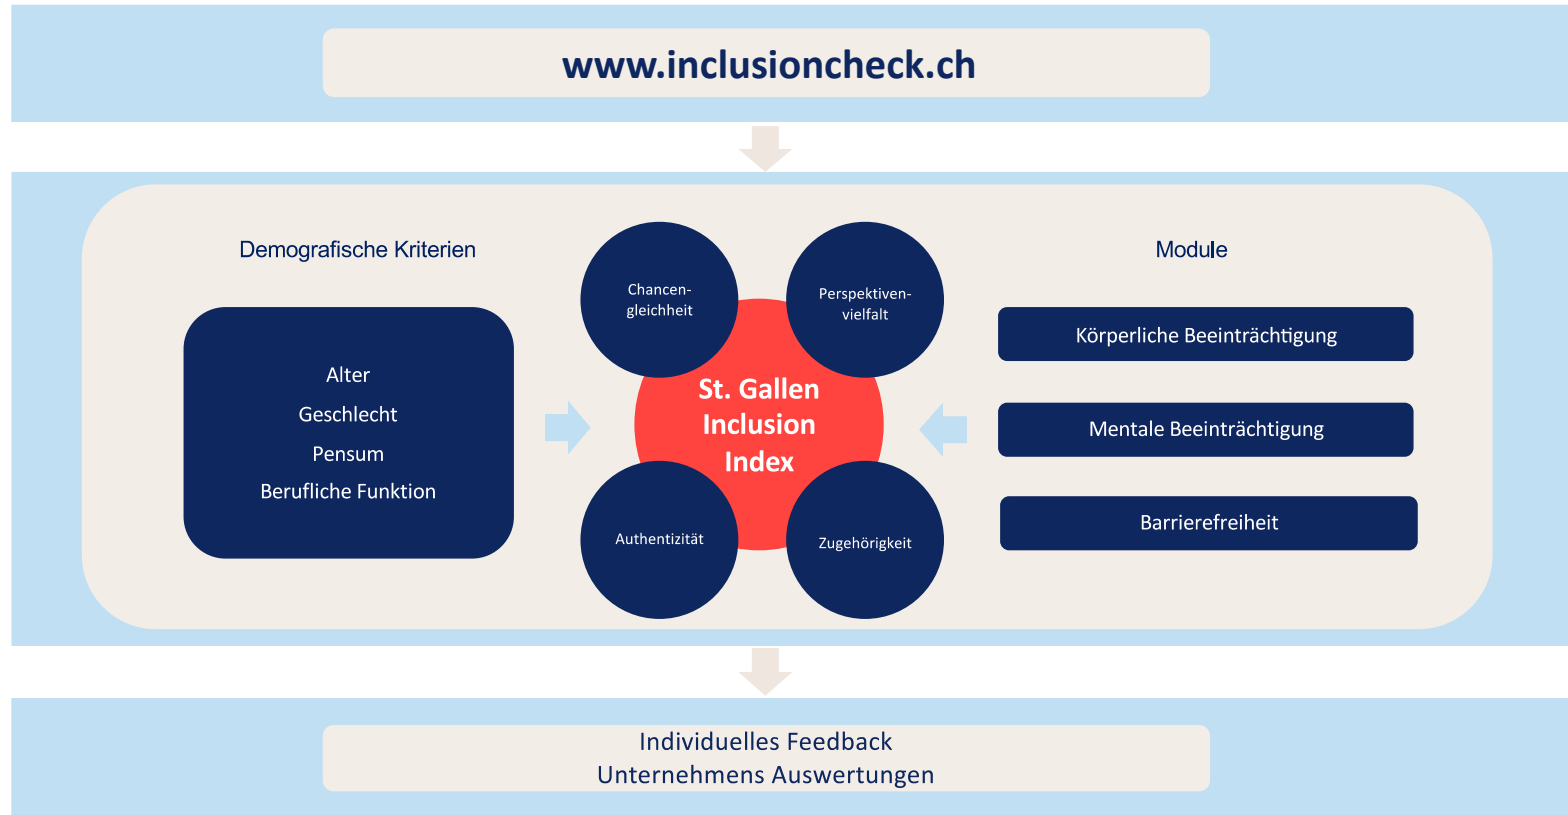 www.inclusioncheck.ch
Demografische Kriterien
Alter
Geschlecht
Pensum
Berufliche Funktion
Chancen-
gleichheit
Perspektiven-
vielfalt
St. Gallen
Inclusion
Index
Authentizität
Zugehörigkeit
Module
Körperliche Beeinträchtigung
Mentale Beeinträchtigung
Barrierefreiheit
Individuelles Feedback
Unternehmens Auswertungen